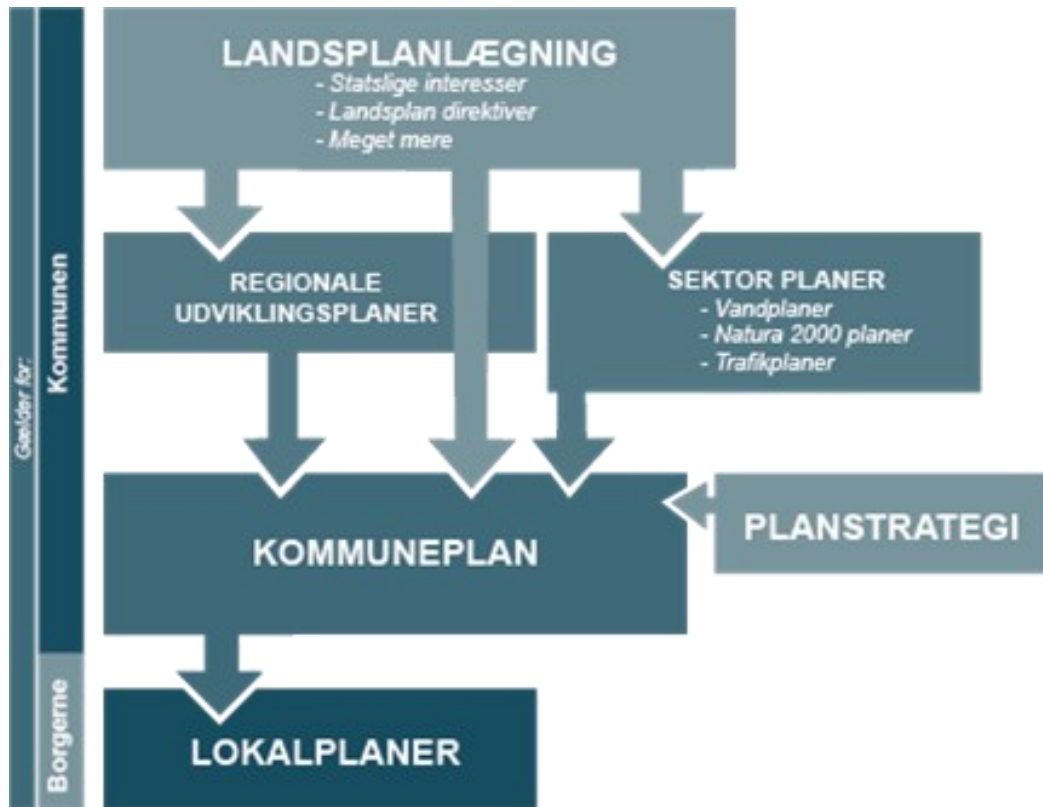 LANDSPLANLÆGNING
- Statslige interesser
- Landsplan direktiver
- Meget mere
REGIONALE
UDVIKLINGSPLANER
SEKTOR PLANER
- Vandplaner
- Natura 2000 planer
- Trafikplaner
Gælder for:
Kommunen
KOMMUNEPLAN
PLANSTRATEGI
Borgerne
LOKALPLANER